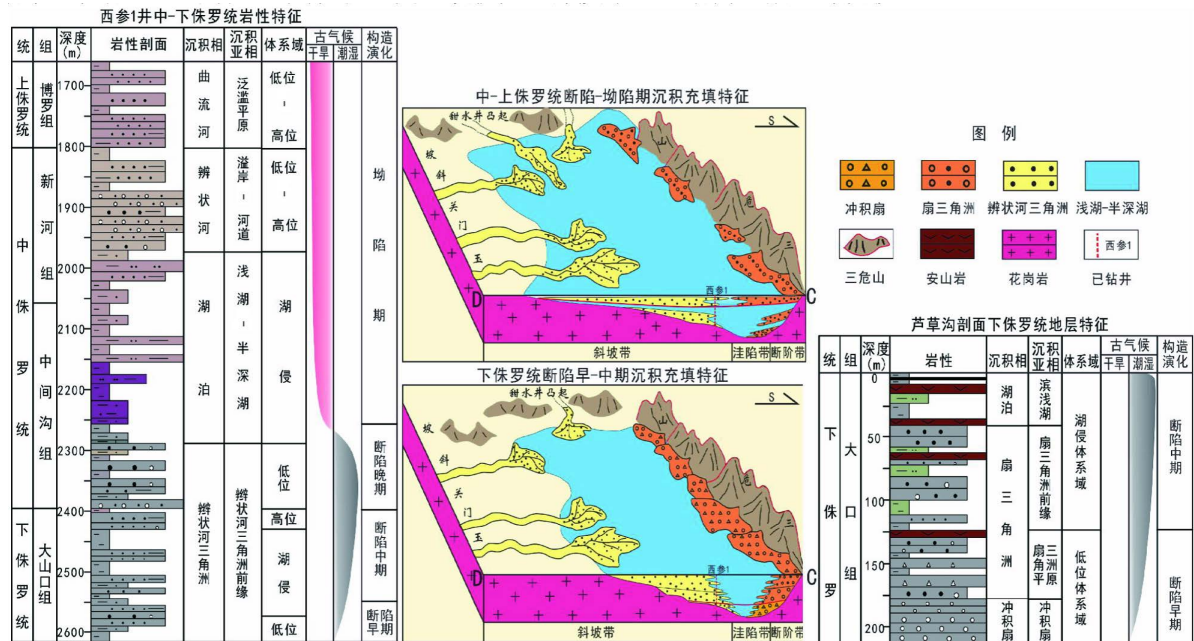 西参1井中-下侏罗统岩性特征
统 组 深度(m) 岩性剖面 沉积相 沉积亚相 体系域 古气候 干旱 潮湿 构造演化
上侏罗统
中侏罗统
下侏罗统
博罗组
新河组
中间沟组
大山口组
1700
1800
1900
2000
2100
2200
2300
2400
2500
2600
曲流河
辫状河
湖泊
辫状河三角洲
泛滥平原
溢岸-河道
浅湖-半深湖
辫状河三角洲前缘
低位-高位
低位-高位
湖侵
低位
高位
湖侵
低位
坳陷期
断陷晚期
断陷中期
断陷早期
中-上侏罗统断陷-坳陷期沉积充填特征
甜水井凸起
S
山
危
三
坡
斜
关
门
玉
D
西参1
C
斜坡带 洼陷带 断阶带
下侏罗统断陷早-中期沉积充填特征
甜水井凸起
S
山
危
三
坡
斜
关
门
玉
D
西参1
C
斜坡带 洼陷带 断阶带
图 例
冲积扇 扇三角洲 辫状河三角洲 浅湖-半深湖
西参1
三危山 安山岩 花岗岩 已钻井
芦草沟剖面下侏罗统地层特征
统 组 深度(m) 岩性 沉积相 沉积亚相 体系域 古气候 干旱 潮湿 构造演化
下侏罗
大口组
0
50
100
150
200
湖泊
扇三角洲
冲积扇
滨浅湖
扇三角洲前缘
扇三角洲平原
冲积扇
湖侵体系域
低位体系域
断陷中期
断陷早期